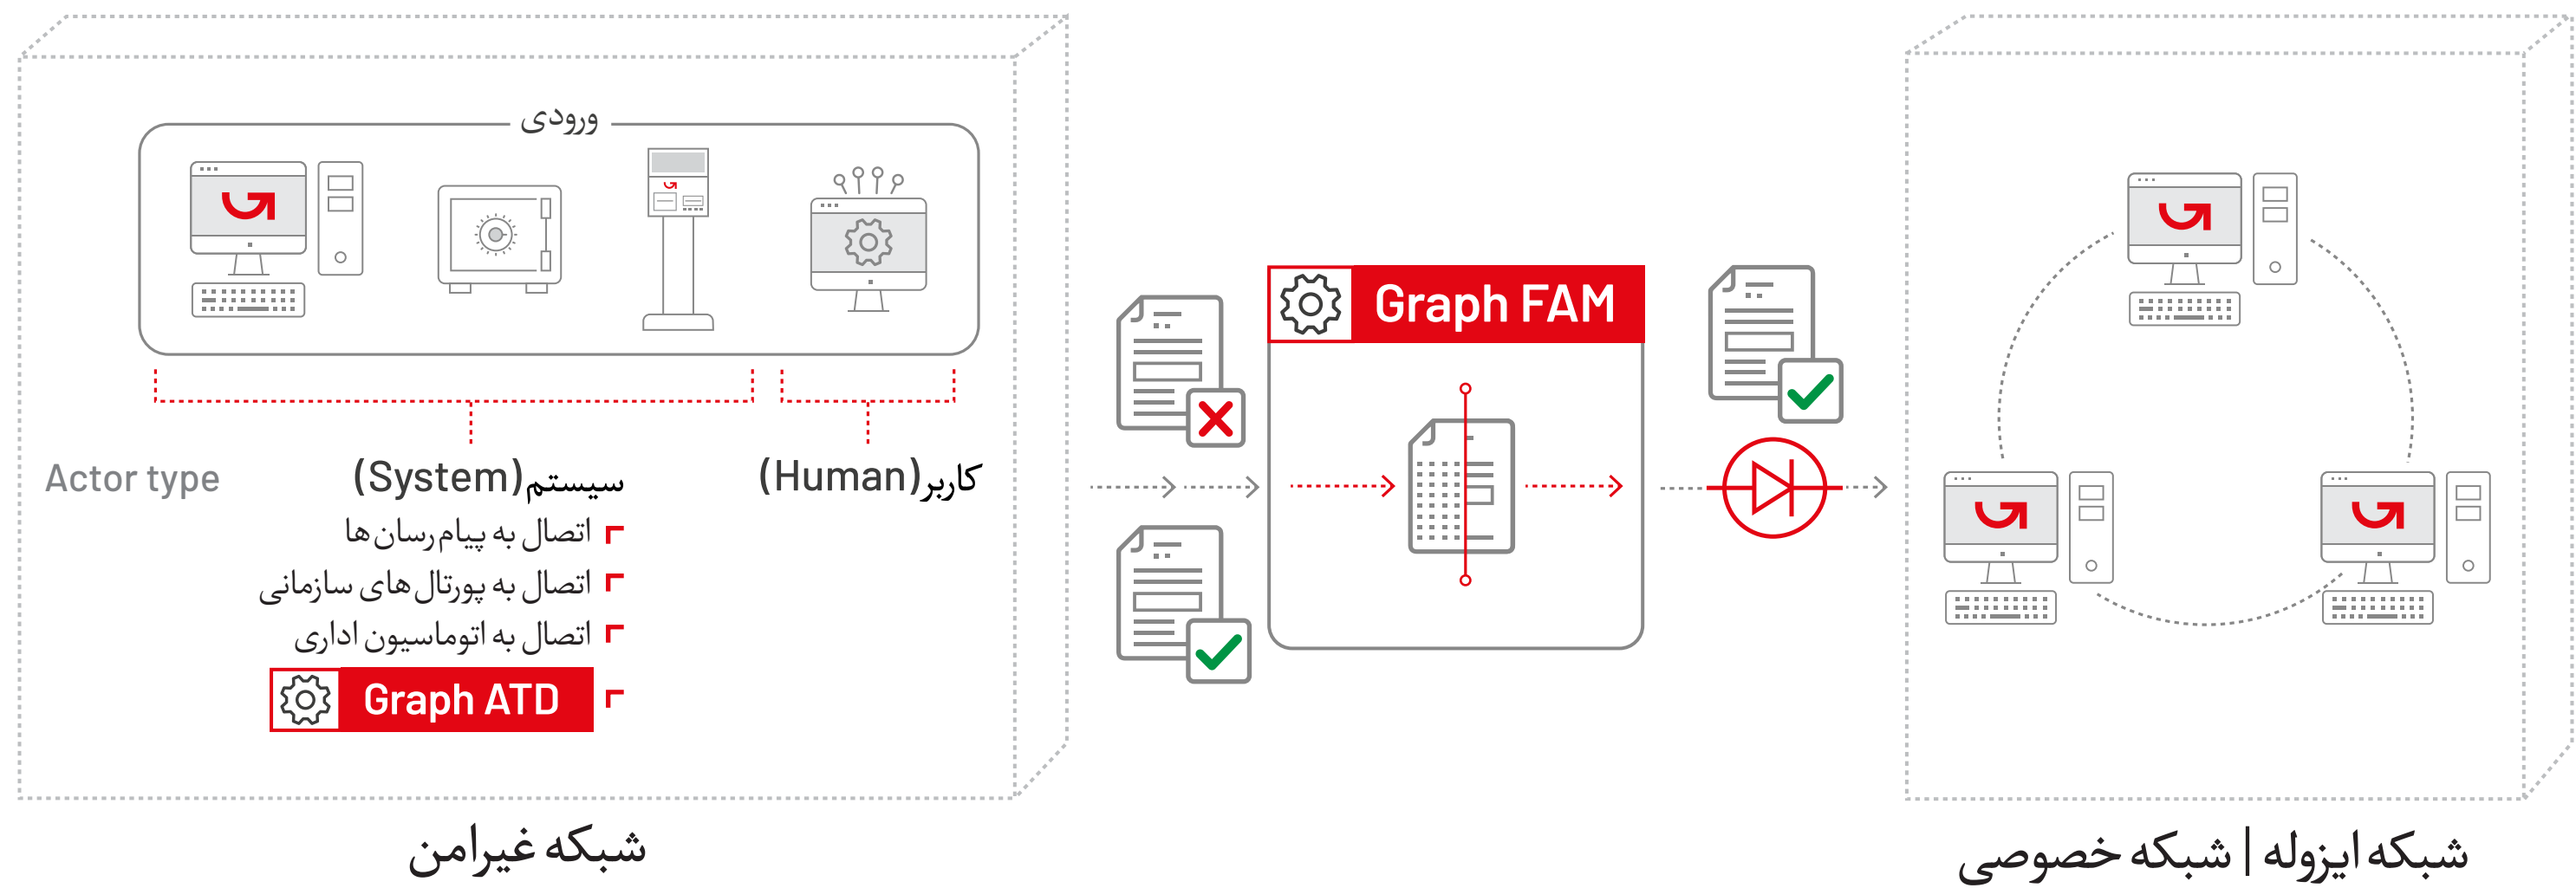 ورودی
Actor type
سیستم(System)
کاربر(Human)
اتصال به پیام‌رسان‌ها
اتصال به پورتال‌های سازمانی
اتصال به اتوماسیون اداری
Graph ATD
Graph FAM
شبکه غیرامن
شبکه ایزوله | شبکه خصوصی